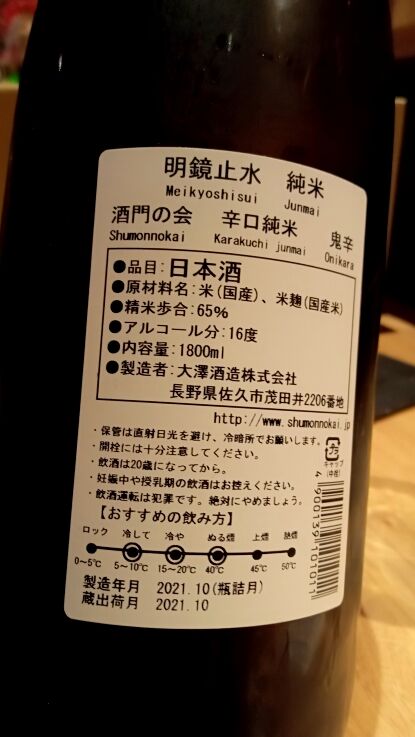 明鏡止水 純米
Meikyoshisui Junmai
酒門の会 辛口純米 鬼辛
Shumonnokai Karakuchi junmai Onikara
●品目:日本酒
●原材料名:米(国産)、米麹(国産米)
●精米歩合:65%
●アルコール分:16度
●内容量:1800ml
●製造者:大澤酒造株式会社
長野県佐久市茂田井2206番地
http://www.shumonnokai.jp
・保管は直射日光を避け、冷暗所でお願いします。
・開栓には十分注意してください。
・飲酒は20歳になってから。
・妊娠中や授乳期の飲酒はお控えください。
・飲酒運転は犯罪です。絶対にやめましょう。
プラ
キャップ
(中栓)
【おすすめの飲み方】
ロック 冷して 冷や ぬる燗 上燗 熱燗
0~5℃ 5~10℃ 15~20℃ 40℃ 45℃ 50℃
製造年月 2021.10(瓶詰月)
蔵出荷月 2021.10
4900139101011